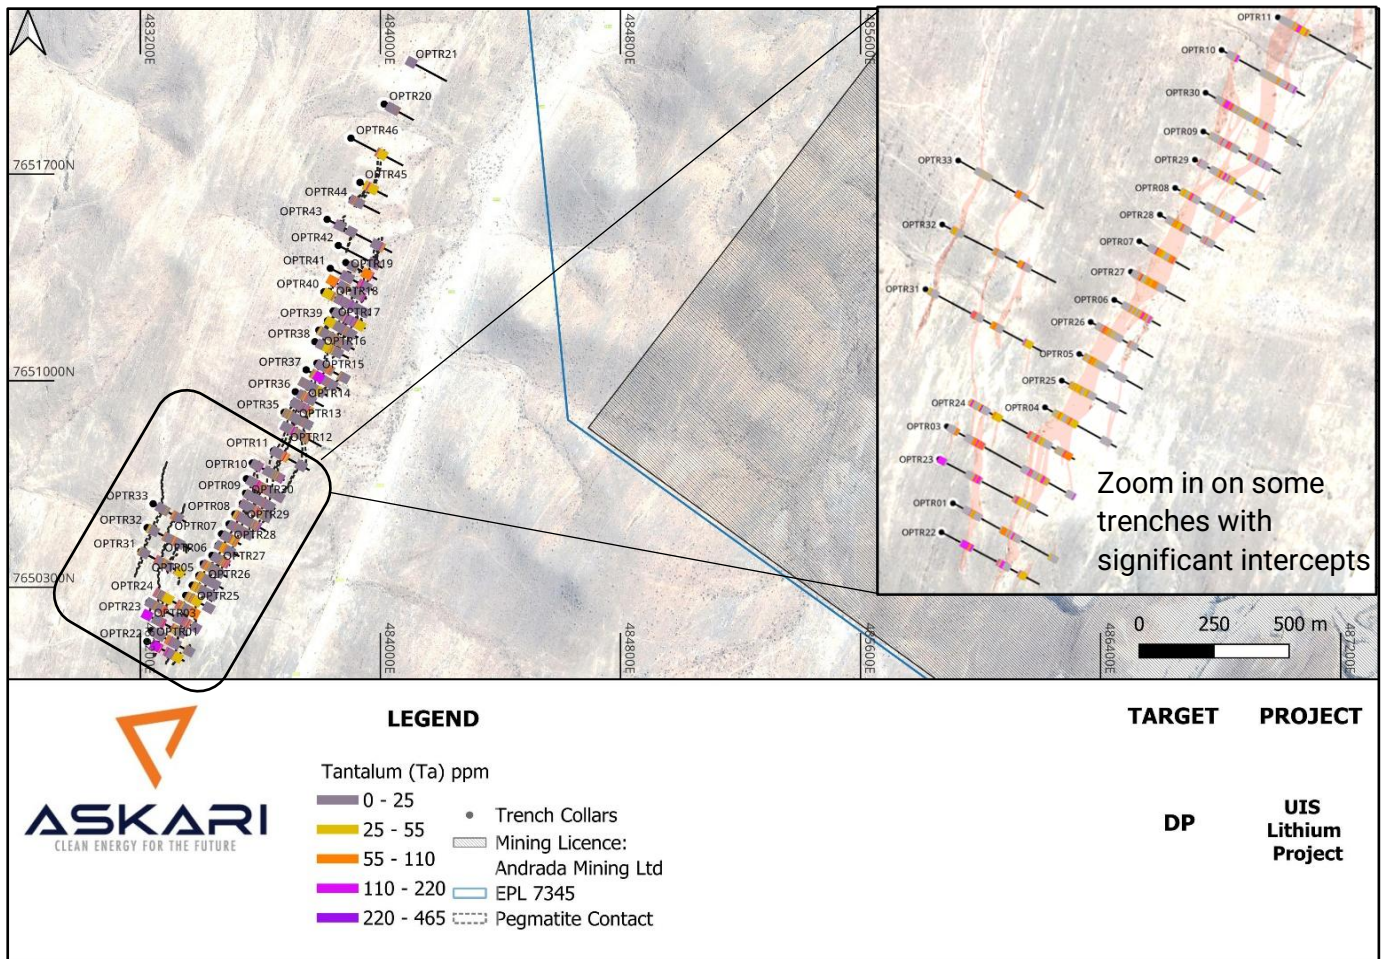 483200E
484000E
484800E
485600E
OPTR21
OPTR20
OPTR46
7651700N
OPTR45
OPTR44
OPTR43
OPTR42
OPTR41
OPTR19
OPTR40
OPTR18
OPTR39
OPTR17
OPTR38
OPTR16
OPTR37
OPTR15
7651000N
OPTR36
OPTR14
OPTR35
OPTR13
OPTR12
OPTR11
OPTR10
OPTR09
OPTR30
OPTR33
OPTR08
OPTR29
OPTR32
OPTR07
OPTR28
OPTR31
OPTR06
OPTR27
OPTR05
OPTR26
7650300N
OPTR24
OPTR25
OPTR23
OPTR03
OPTR22
OPTR01
484000E
484800E
485600E
486400E
487200E
OPTR11
OPTR10
OPTR30
OPTR09
OPTR33
OPTR29
OPTR08
OPTR28
OPTR32
OPTR07
OPTR27
OPTR31
OPTR06
OPTR26
OPTR05
OPTR25
OPTR24
OPTR04
OPTR03
OPTR23
OPTR01
OPTR22
Zoom in on some
trenches with
significant intercepts
0 250 500 m
ASKARI
CLEAN ENERGY FOR THE FUTURE
LEGEND
Tantalum (Ta) ppm
0 - 25
25 - 55
55 - 110
110 - 220
220 - 465
Trench Collars
Mining Licence:
Andrada Mining Ltd
EPL 7345
Pegmatite Contact
TARGET
DP
PROJECT
UIS
Lithium
Project